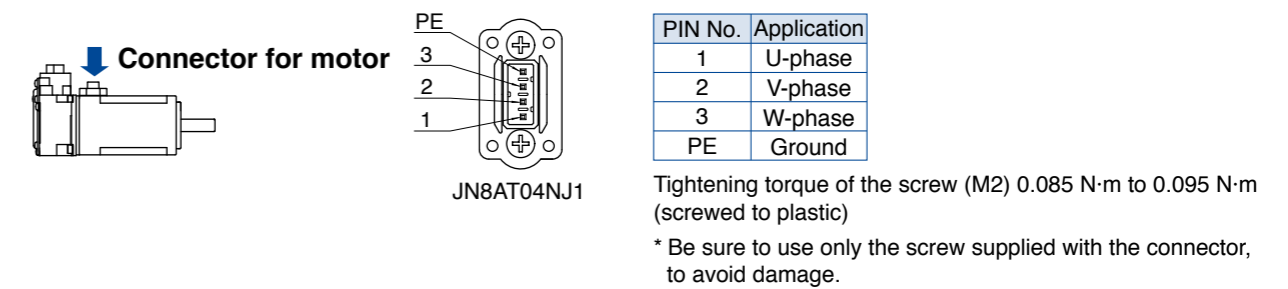 Connector for motor
PE
3
2
1
JN8AT04NJ1
PIN No. Application
1 U-phase
2 V-phase
3 W-phase
PE Ground
Tightening torque of the screw (M2) 0.085 N·m to 0.095 N·m
(screwed to plastic)
* Be sure to use only the screw supplied with the connector,
to avoid damage.